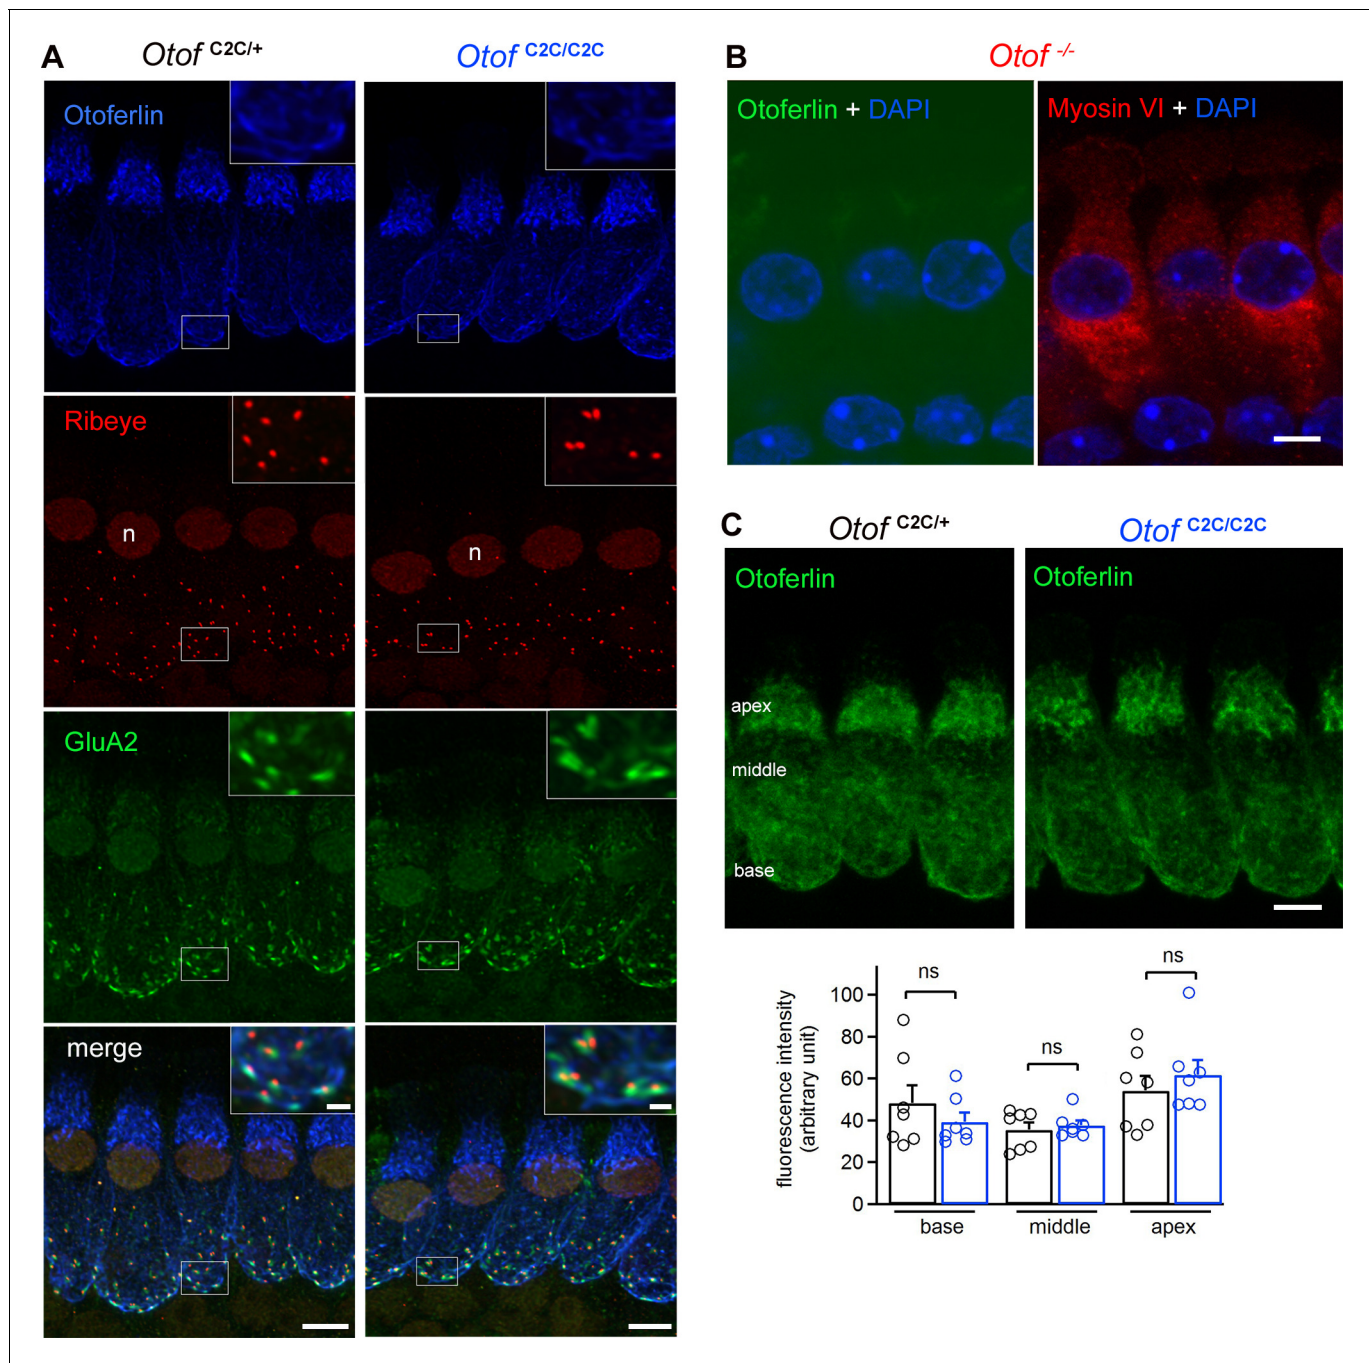 A
Otof C2C/+
Otof C2C/C2C
Otoferlin
Ribeye
n
n
GluA2
merge
B
Otof -/-
Otoferlin + DAPI
Myosin VI + DAPI
C
Otof C2C/+
Otof C2C/C2C
Otoferlin
Otoferlin
apex
middle
base
fluorescence intensity
(arbitrary unit)
100
80
60
40
20
0
ns
ns
ns
base
middle
apex